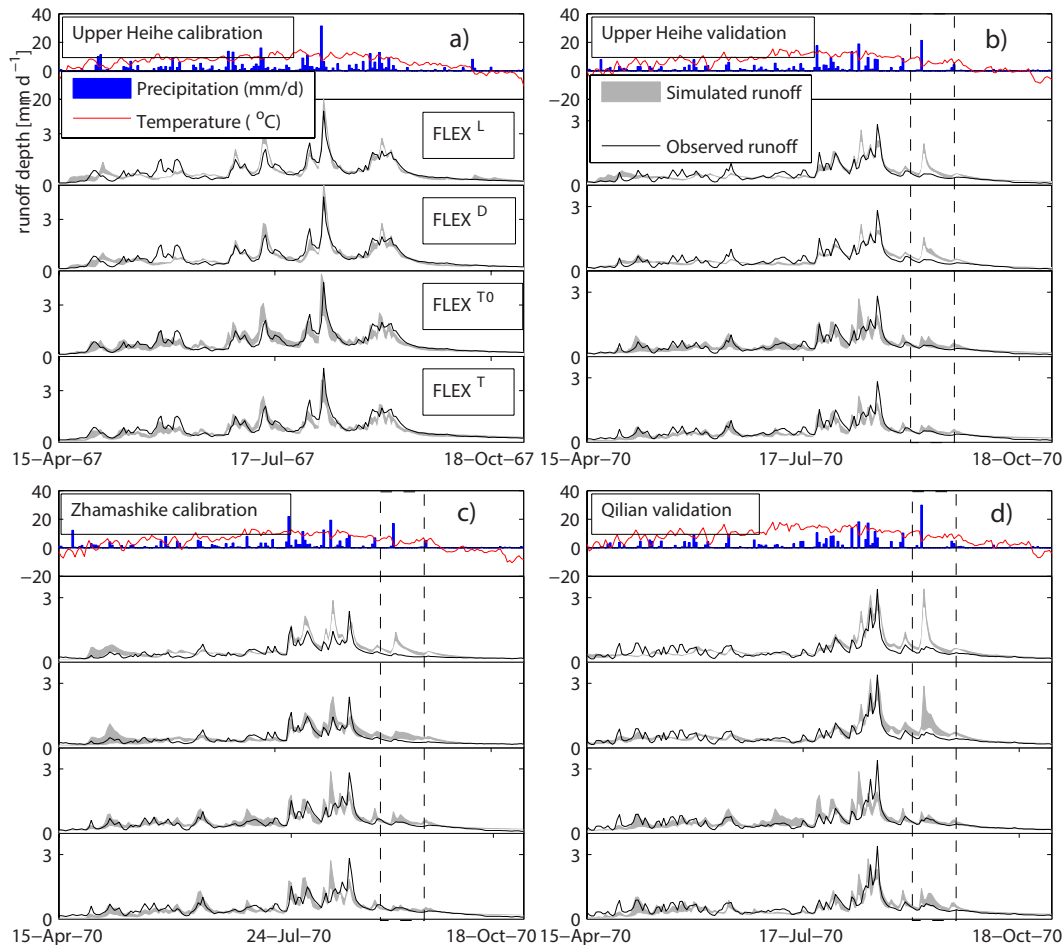 40
Upper Heihe calibration
a)
20
0
Precipitation (mm/d)
−20
Temperature ( °C)
runoff depth [mm d⁻¹]
3
FLEX L
0
3
FLEX D
0
3
FLEX T0
0
3
FLEX T
0
15−Apr−67
17−Jul−67
18−Oct−67
40
Upper Heihe validation
b)
20
0
Simulated runoff
−20
Observed runoff
3
0
3
0
3
0
3
0
15−Apr−70
17−Jul−70
18−Oct−70
40
Zhamashike calibration
c)
20
0
−20
3
0
3
0
3
0
3
0
15−Apr−70
24−Jul−70
18−Oct−70
40
Qilian validation
d)
20
0
−20
3
0
3
0
3
0
3
0
15−Apr−70
17−Jul−70
18−Oct−70